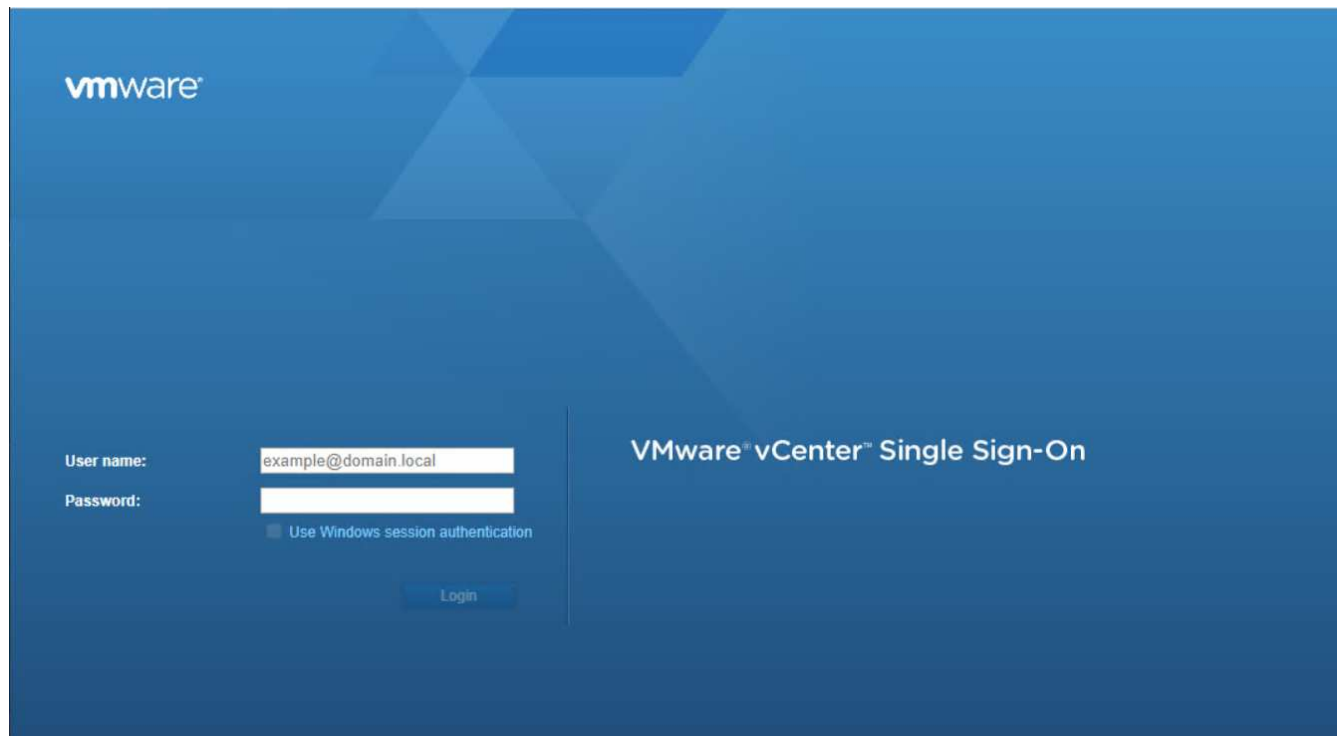 vmware®
User name:
example@domain.local
VMware® vCenter™ Single Sign-On
Password:
Use Windows session authentication
Login